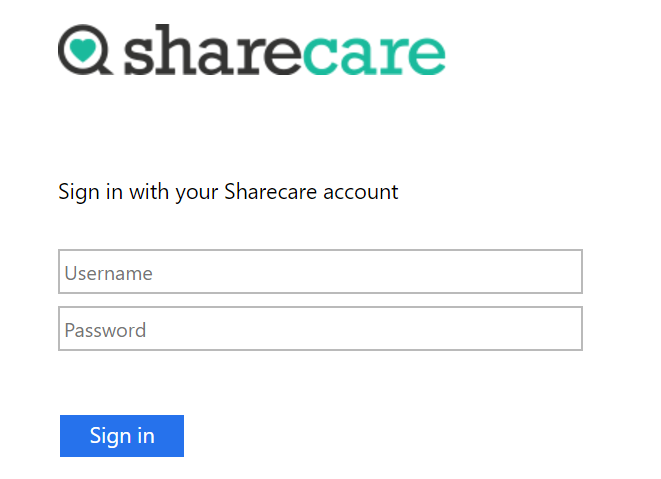 sharecare
Sign in with your Sharecare account
Username
Password
Sign in